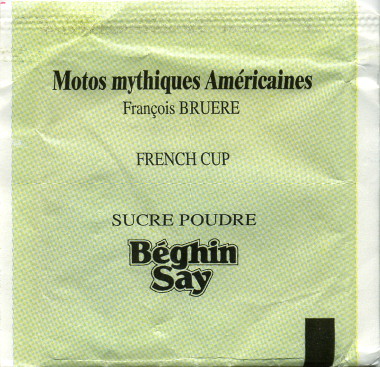 Motos mythiques Américaines
François BRUERE
FRENCH CUP
SUCRE POUDRE
Béghin
Say